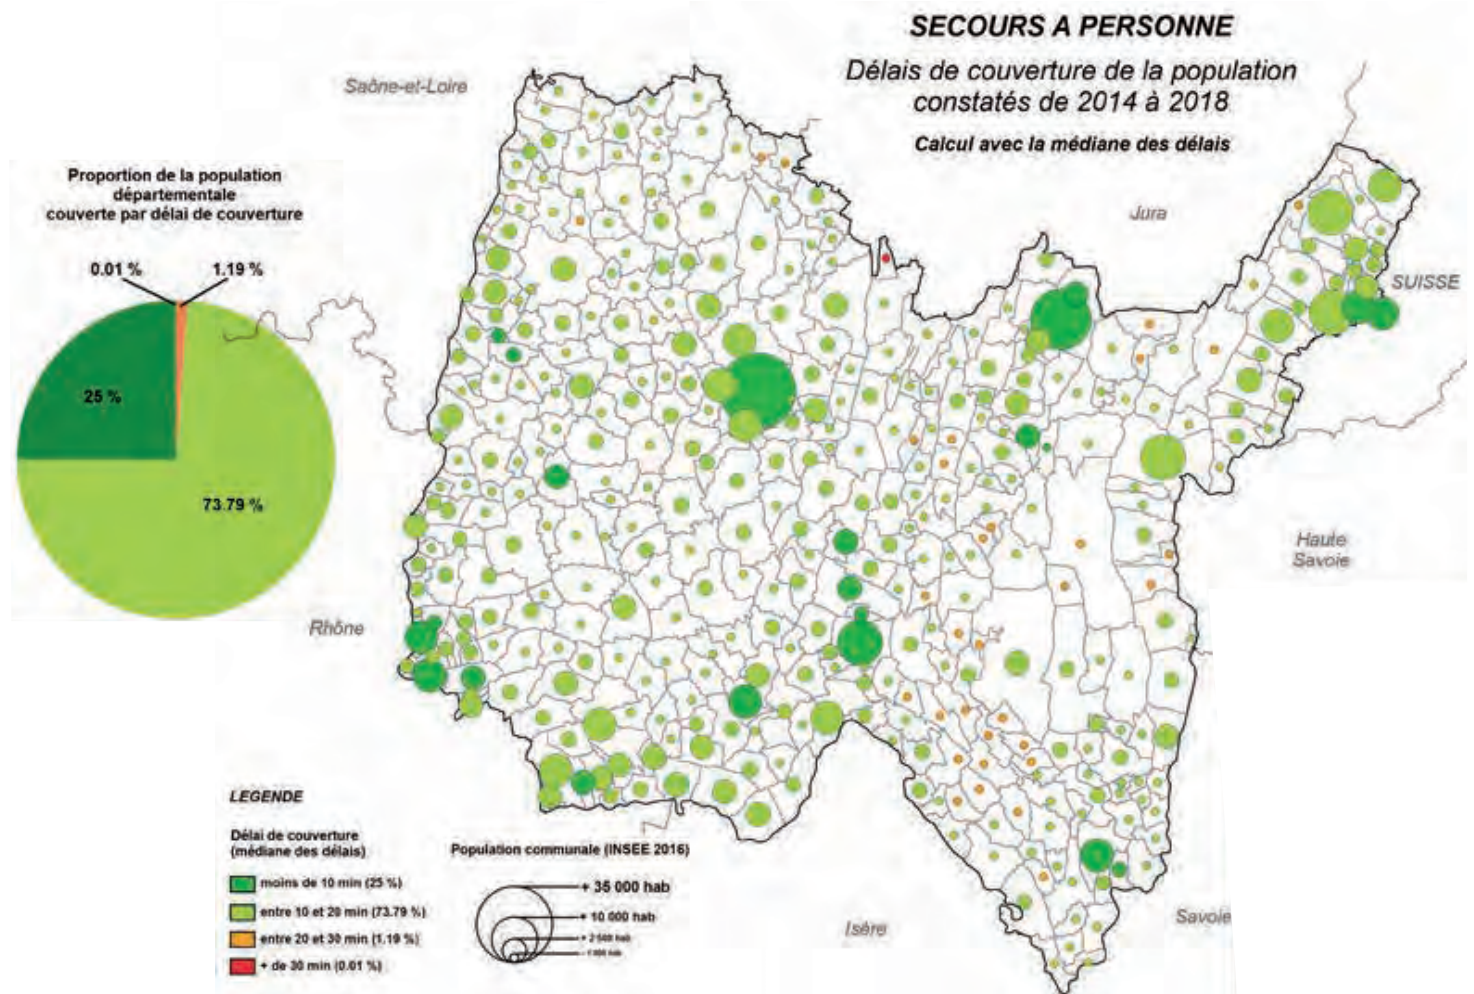 SECOURS A PERSONNE
Délais de couverture de la population
constatés de 2014 à 2018
Calcul avec la médiane des délais
Saône-et-Loire
Jura
SUISSE
Haute
Savoie
Rhône
Isère
Savoie
Proportion de la population
départementale
couverte par délai de couverture
0.01 %
1.19 %
25 %
73.79 %
LEGENDE
Délai de couverture
(médiane des délais)
moins de 10 min (25 %)
entre 10 et 20 min (73.79 %)
entre 20 et 30 min (1.19 %)
+ de 30 min (0.01 %)
Population communale (INSEE 2016)
+ 35 000 hab
+ 10 000 hab
+ 2 500 hab